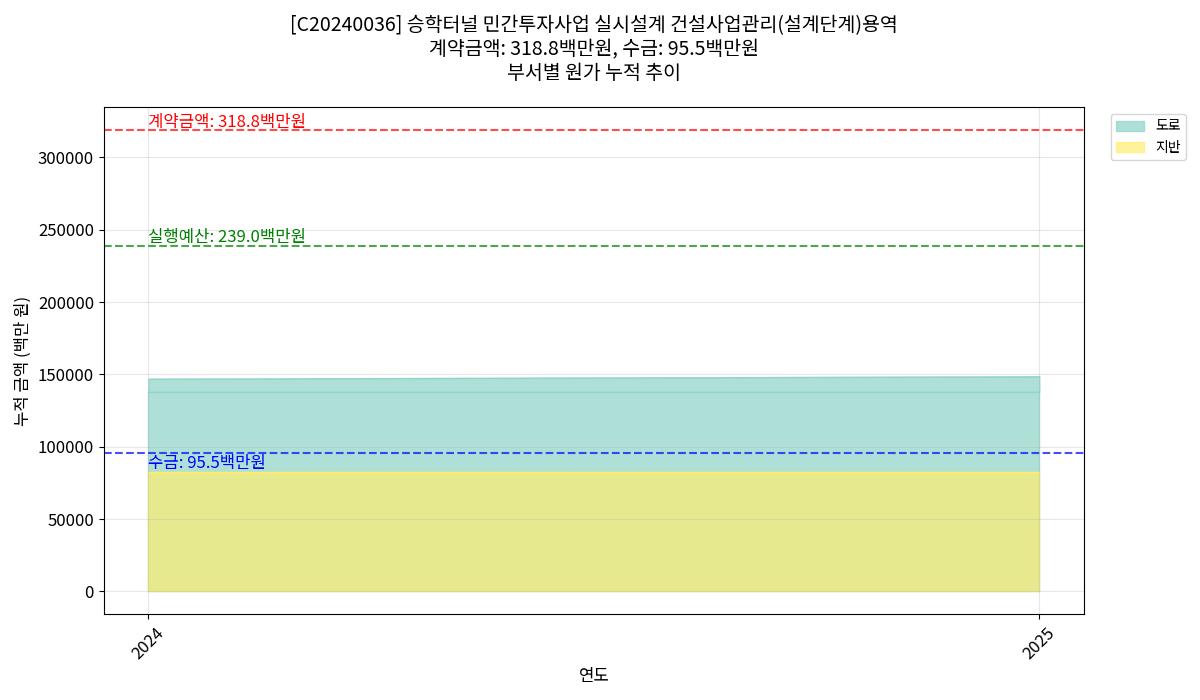 [C20240036] 승학터널 민간투자사업 실시설계 건설사업관리(설계단계)용역
계약금액: 318.8백만원, 수금: 95.5백만원
부서별 원가 누적 추이
계약금액: 318.8백만원
실행예산: 239.0백만원
수금: 95.5백만원
도로
지반
누적 금액 (백만 원)
300000
250000
200000
150000
100000
50000
0
2024
2025
연도